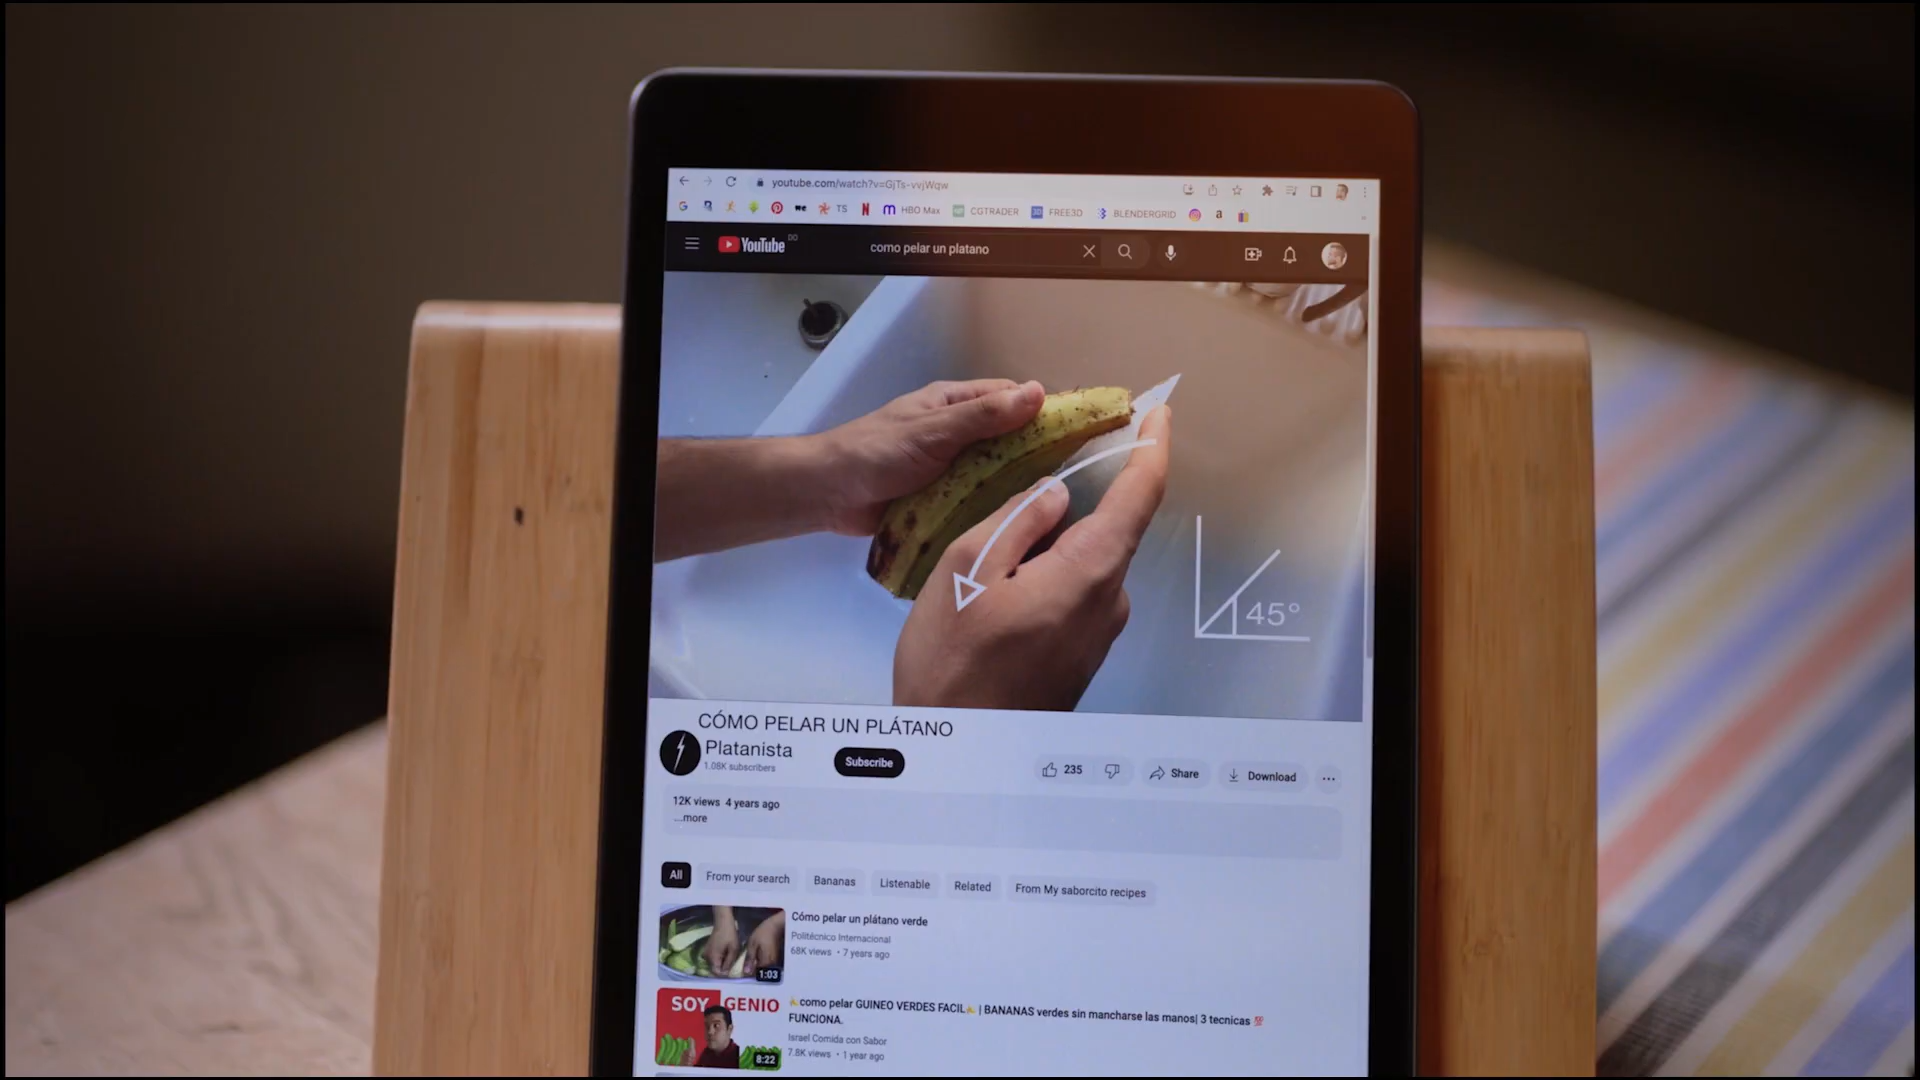 youtube.com/watch?v=GjTs-vvjWqw
TS
HBO Max
CGTRADER
FREE3D
BLENDERGRID
YouTube DO
como pelar un platano
45°
CÓMO PELAR UN PLÁTANO
Platanista
1.08K subscribers
Subscribe
235
Share
Download
12K views 4 years ago
...more
All
From your search
Bananas
Listenable
Related
From My saborcito recipes
Cómo pelar un plátano verde
Politécnico Internacional
68K views • 7 years ago
1:03
SOY GENIO
8:22
como pelar GUINEO VERDES FACIL | BANANAS verdes sin mancharse las manos| 3 tecnicas 💯
FUNCIONA.
Israel Comida con Sabor
7.8K views • 1 year ago